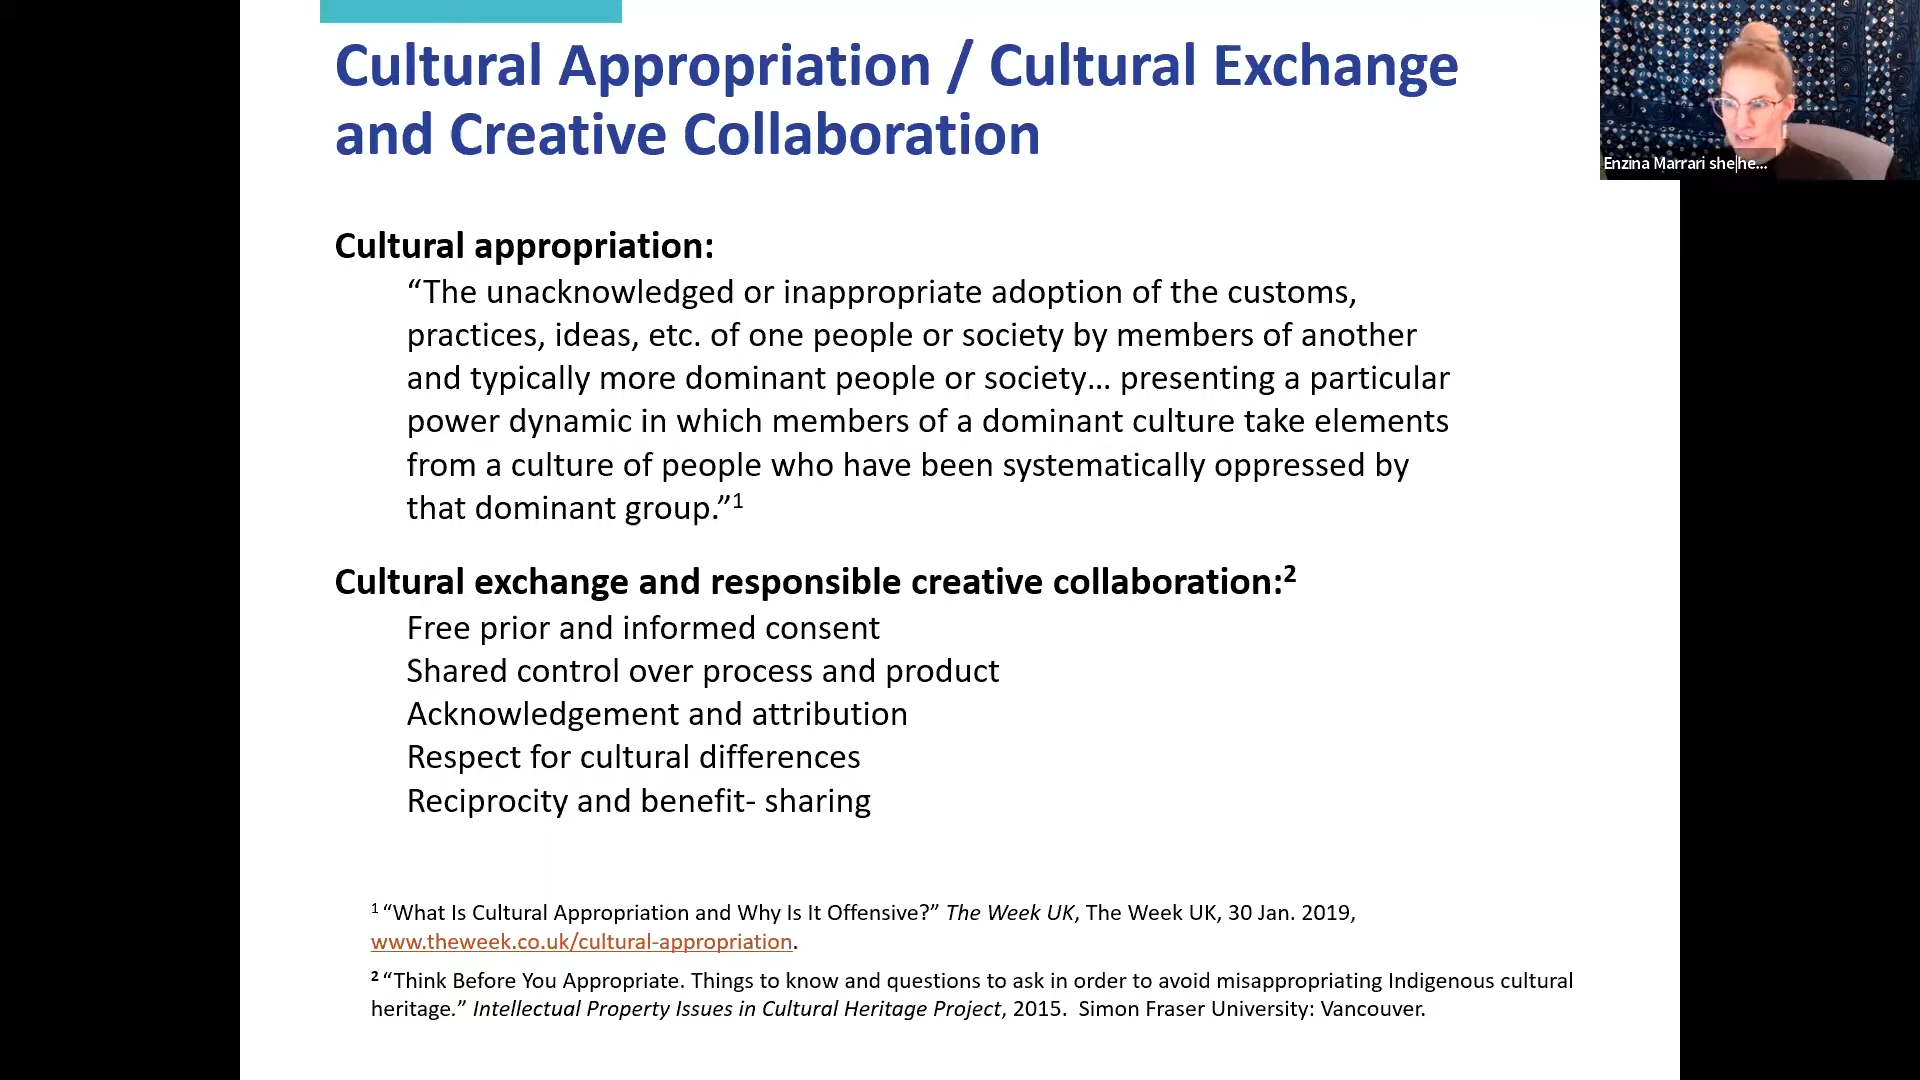 Cultural Appropriation / Cultural Exchange
and Creative Collaboration
Enzina Marrari she|he...
Cultural appropriation:
“The unacknowledged or inappropriate adoption of the customs,
practices, ideas, etc. of one people or society by members of another
and typically more dominant people or society… presenting a particular
power dynamic in which members of a dominant culture take elements
from a culture of people who have been systematically oppressed by
that dominant group.”1
Cultural exchange and responsible creative collaboration:2
Free prior and informed consent
Shared control over process and product
Acknowledgement and attribution
Respect for cultural differences
Reciprocity and benefit- sharing
1 “What Is Cultural Appropriation and Why Is It Offensive?” The Week UK, The Week UK, 30 Jan. 2019,
www.theweek.co.uk/cultural-appropriation.
2 “Think Before You Appropriate. Things to know and questions to ask in order to avoid misappropriating Indigenous cultural
heritage.” Intellectual Property Issues in Cultural Heritage Project, 2015. Simon Fraser University: Vancouver.